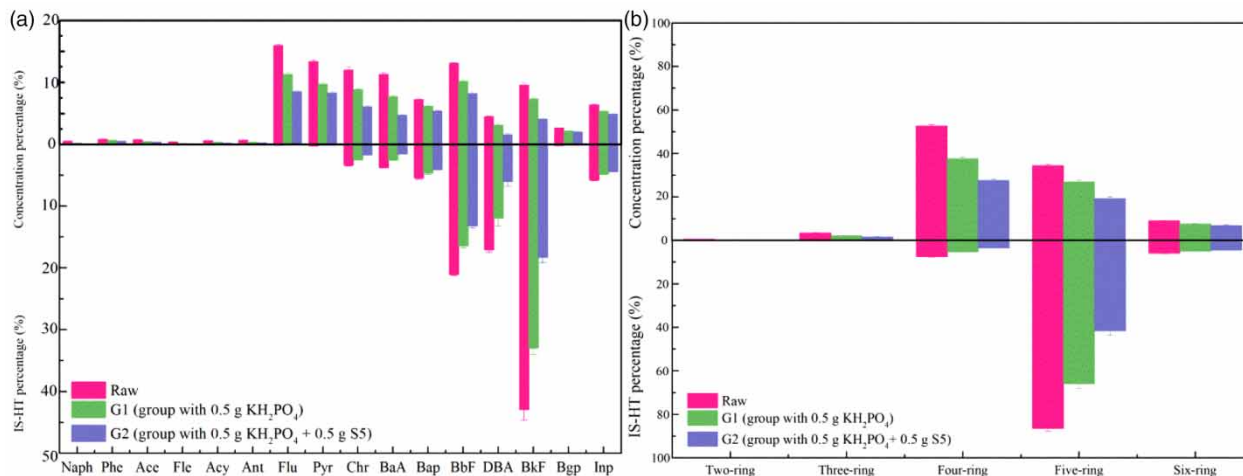 (a)
20
15
10
5
0
5
10
15
20
30
40
50
Concentration percentage (%)
IS-HT percentage (%)
Raw
G1 (group with 0.5 g KH₂PO₄)
G2 (group with 0.5 g KH₂PO₄ + 0.5 g S5)
Naph Phe Ace Fle Acy Ant Flu Pyr Chr BaA Bap BbF DBA BkF Bgp Inp
(b)
100
80
60
40
20
0
20
40
60
80
100
Concentration percentage (%)
IS-HT percentage (%)
Raw
G1 (group with 0.5 g KH₂PO₄)
G2 (group with 0.5 g KH₂PO₄+ 0.5 g S5)
Two-ring Three-ring Four-ring Five-ring Six-ring